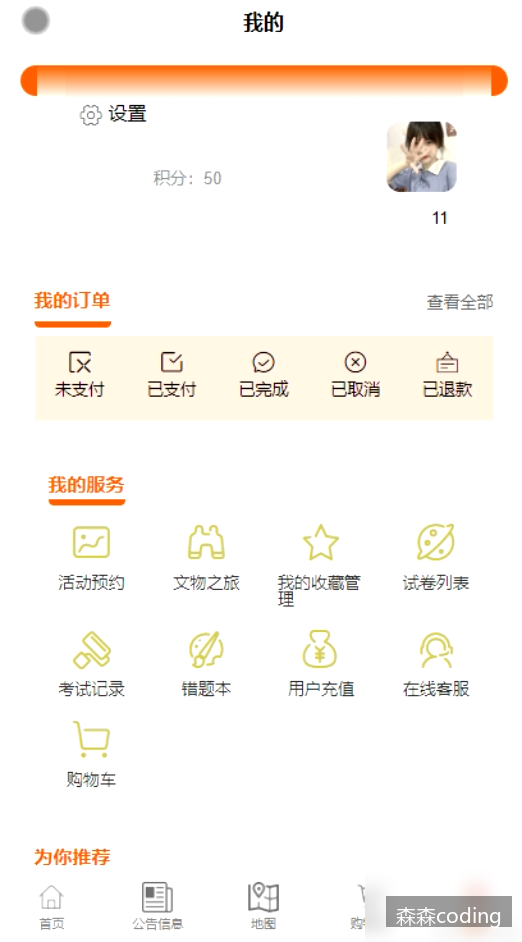 我的
设置
积分：50
11
我的订单
查看全部
未支付 已支付 已完成 已取消 已退款
我的服务
活动预约 文物之旅 我的收藏管理 试卷列表
考试记录 错题本 用户充值 在线客服
购物车
为你推荐
首页 公告信息 地图
森森coding